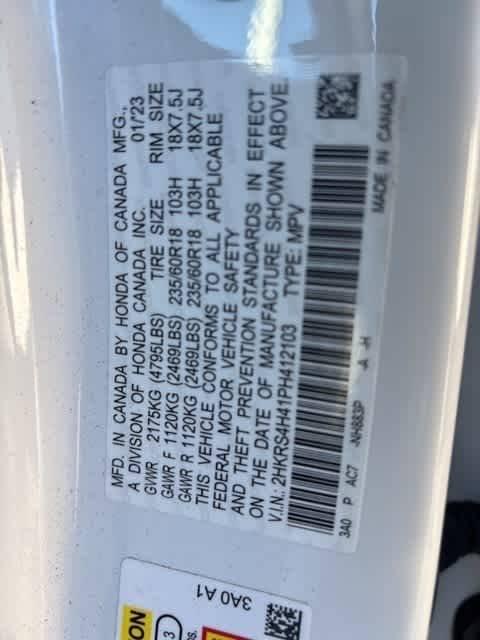 MFD. IN CANADA BY HONDA OF CANADA MFG.,
A DIVISION OF HONDA CANADA INC. 01/23
GVWR 2175KG (4795LBS) TIRE SIZE RIM SIZE
GAWR F 1120KG (2469LBS) 235/60R18 103H 18X7.5J
GAWR R 1120KG (2469LBS) 235/60R18 103H 18X7.5J
THIS VEHICLE CONFORMS TO ALL APPLICABLE
FEDERAL MOTOR VEHICLE SAFETY
AND THEFT PREVENTION STANDARDS IN EFFECT
ON THE DATE OF MANUFACTURE SHOWN ABOVE.
V.I.N.: 2HKRS4H41PH412103 TYPE: MPV
3A0 P AC7 -NH883P -A -H
MADE IN CANADA
3A0 A1
ION
3